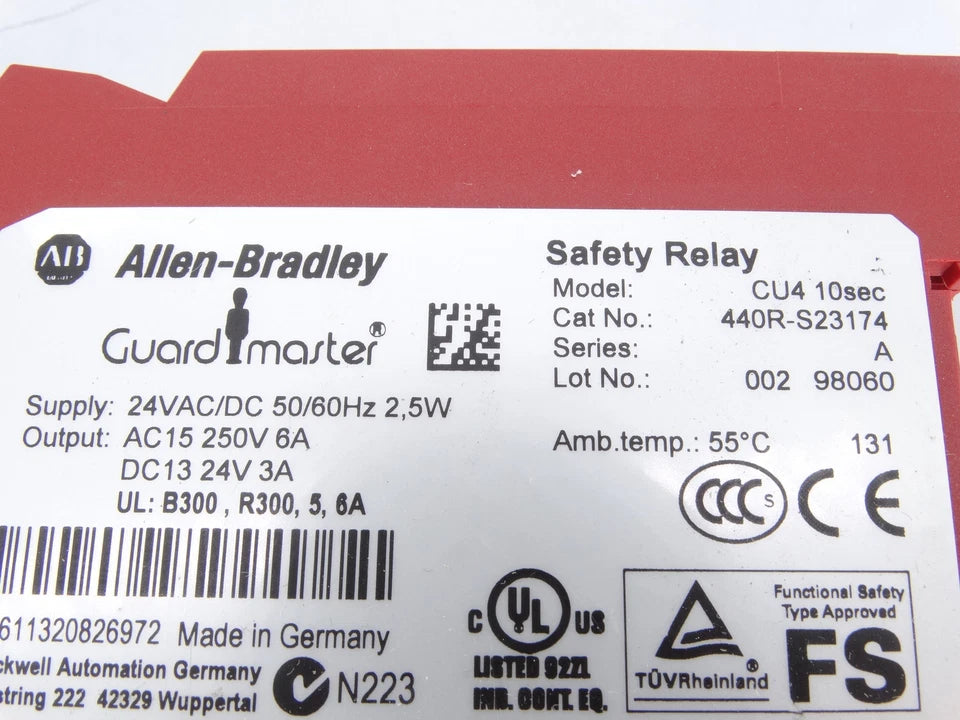 AB
Allen-Bradley
Guardmaster®
Supply: 24VAC/DC 50/60Hz 2,5W
Output: AC15 250V 6A
DC13 24V 3A
UL: B300 , R300, 5, 6A
611320826972 Made in Germany
ckwell Automation Germany
string 222 42329 Wuppertal
N223
Safety Relay
Model: CU4 10sec
Cat No.: 440R-S23174
Series: A
Lot No.: 002 98060
Amb.temp.: 55°C 131
CCC S CE
C UL US
LISTED 92ZL
IND. CONT. EQ.
TÜVRheinland ®
Functional Safety
Type Approved
FS